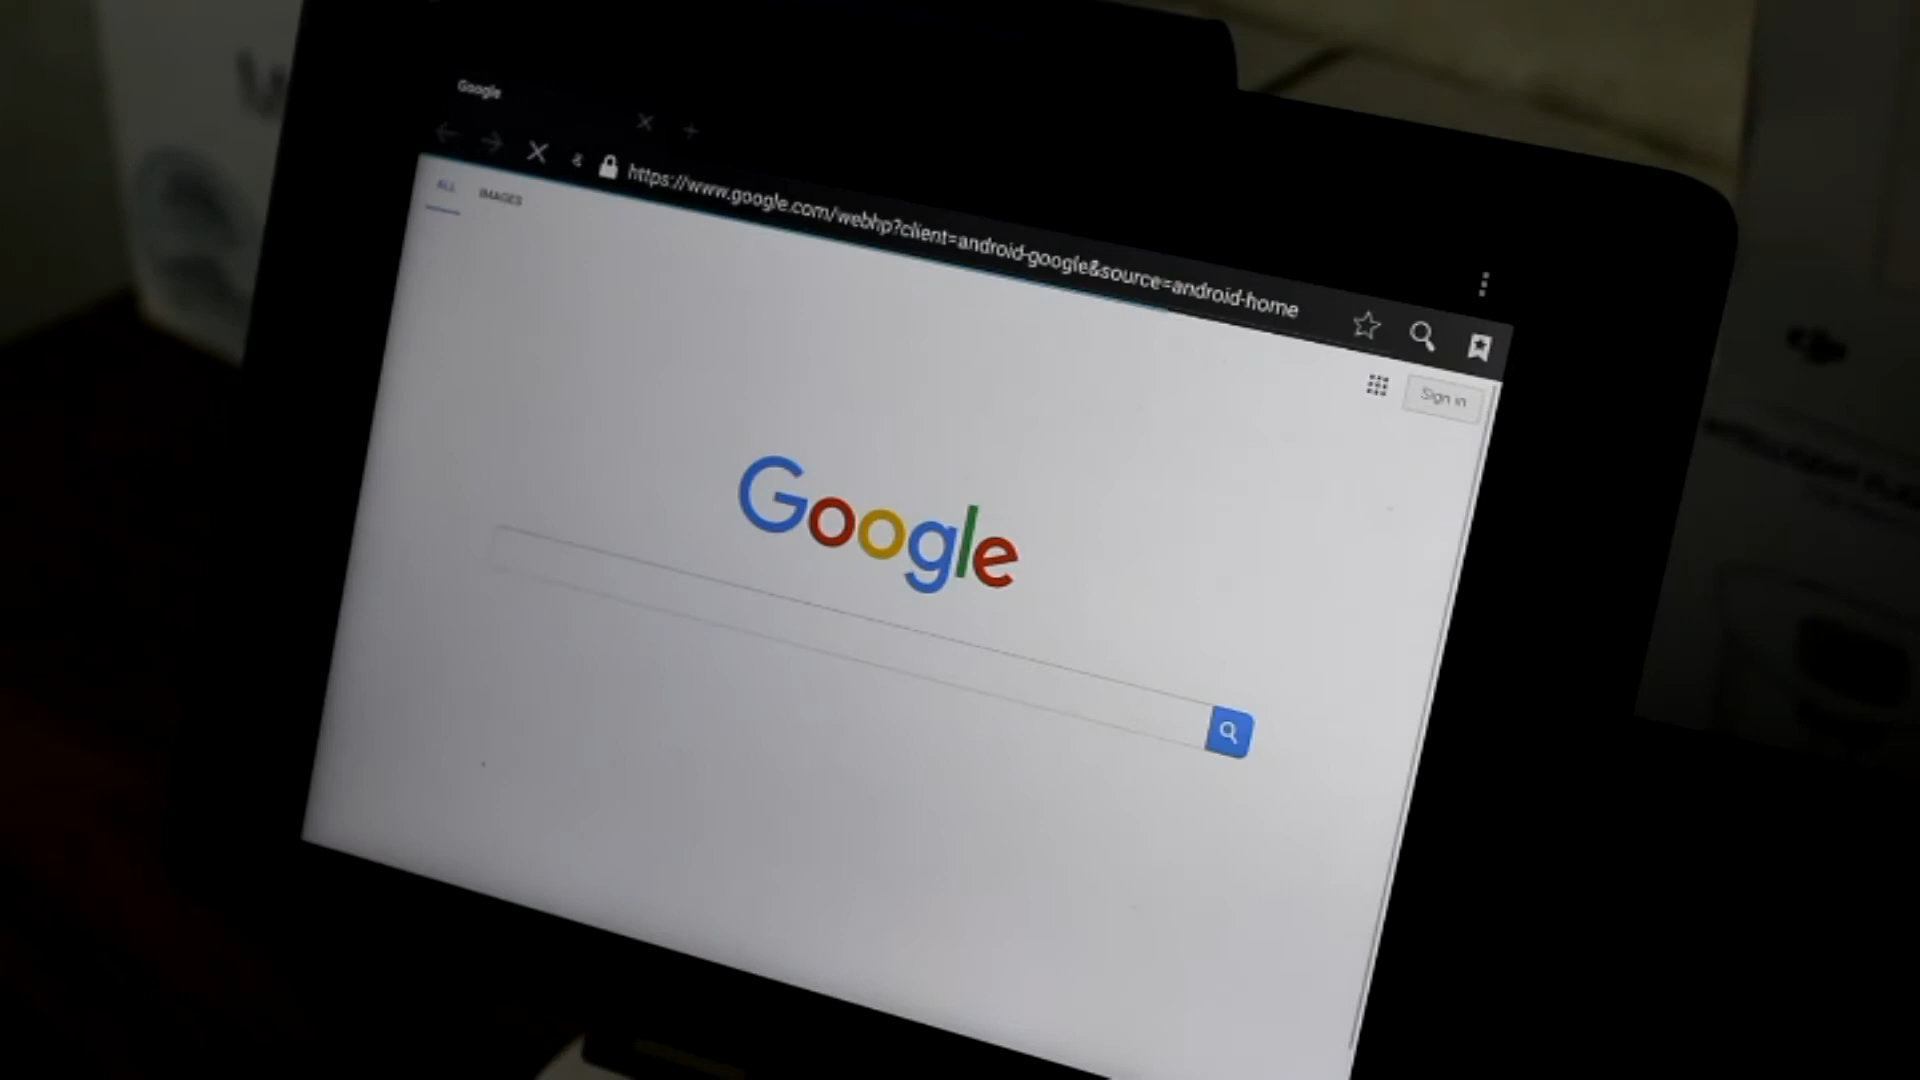 Google
https://www.google.com/webhp?client=android-google&source=android-home
ALL IMAGES
Sign in
Google